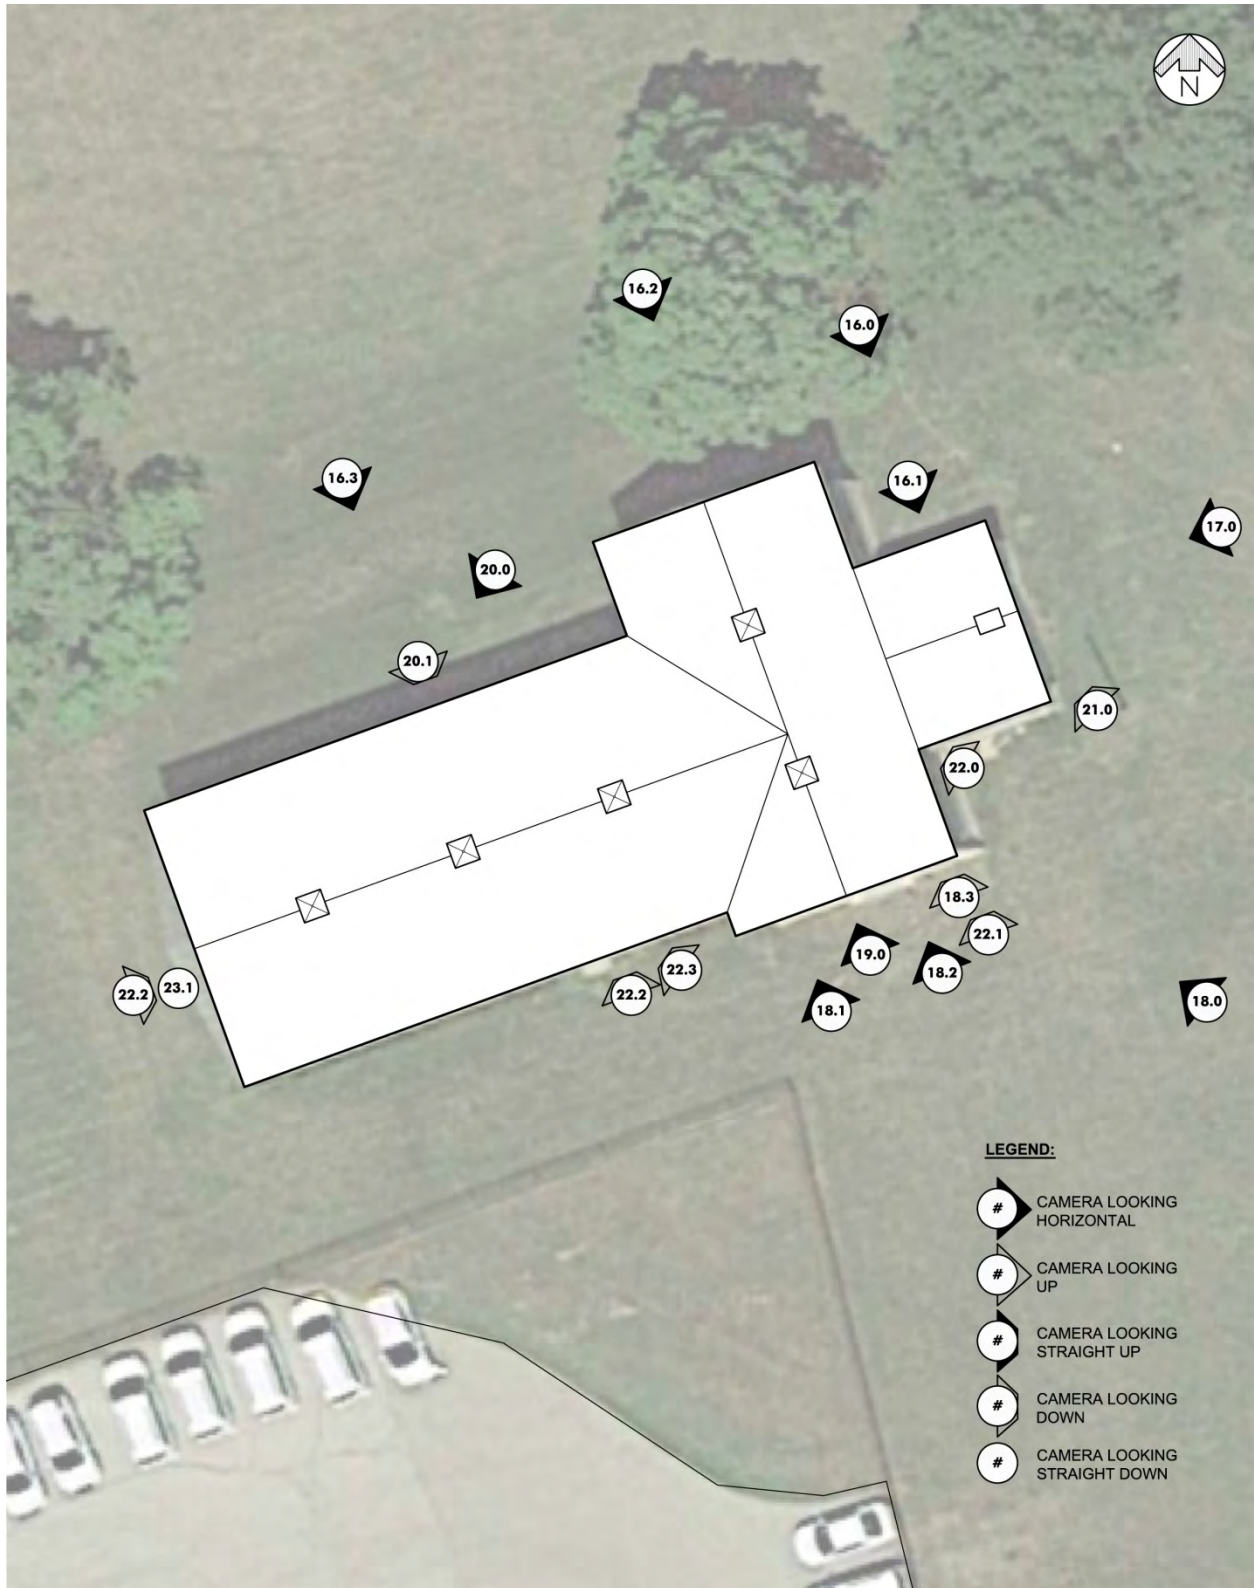 N
16.2
16.0
16.3
16.1
17.0
20.0
20.1
21.0
22.0
18.3
22.1
22.2
23.1
22.2
22.3
19.0
18.2
18.1
18.0
LEGEND:
# CAMERA LOOKING
HORIZONTAL
# CAMERA LOOKING
UP
# CAMERA LOOKING
STRAIGHT UP
# CAMERA LOOKING
DOWN
# CAMERA LOOKING
STRAIGHT DOWN